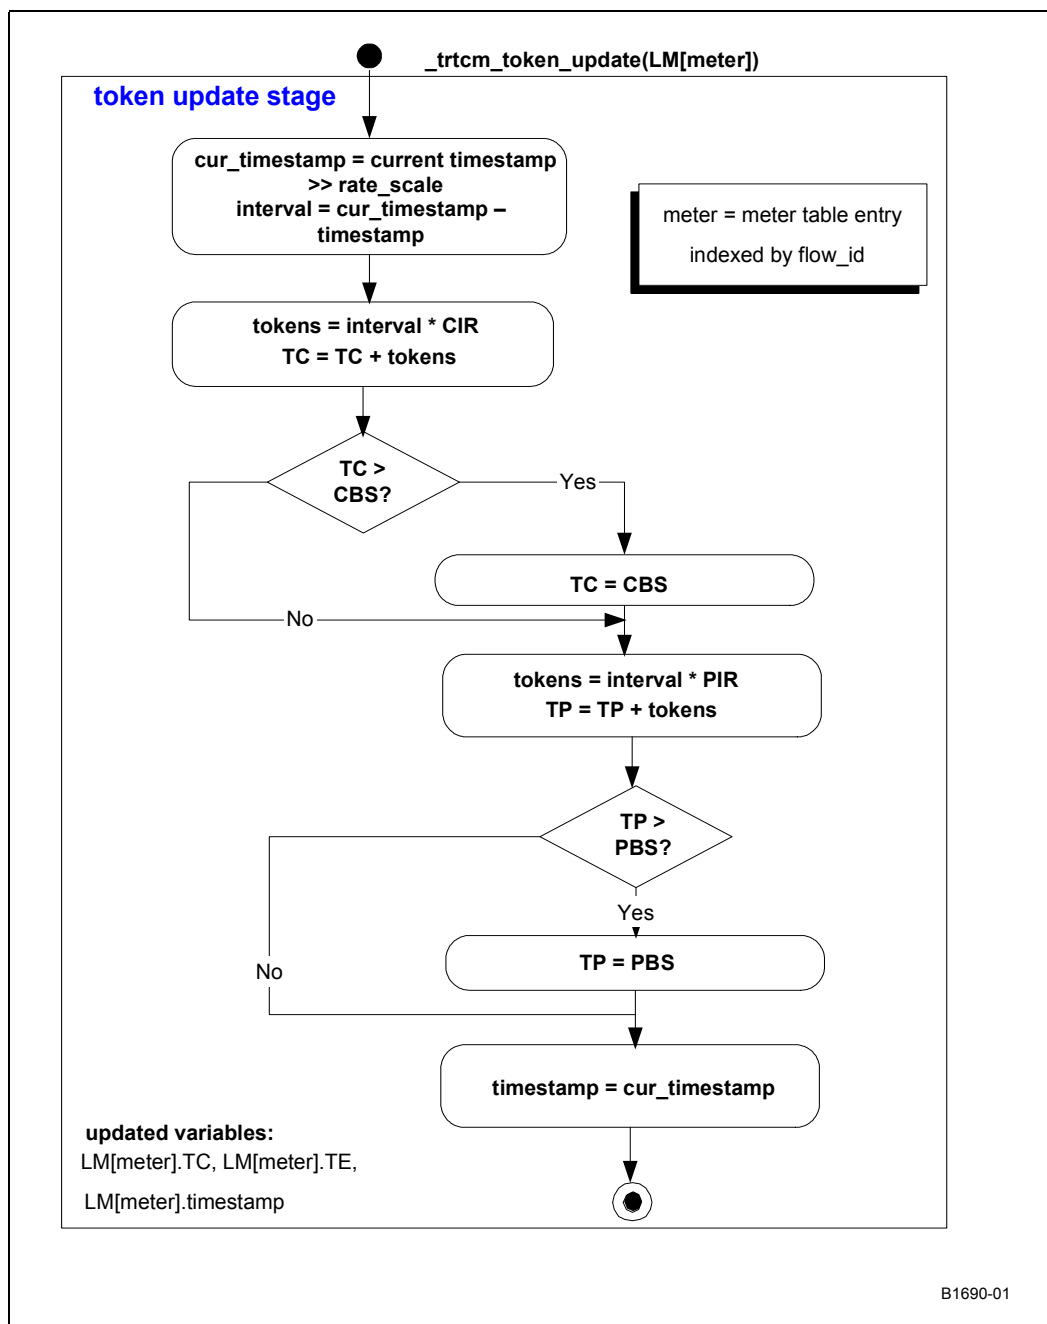 _trtcm_token_update(LM[meter])
token update stage
cur_timestamp = current timestamp
>> rate_scale
interval = cur_timestamp –
timestamp
meter = meter table entry
indexed by flow_id
tokens = interval * CIR
TC = TC + tokens
TC >
CBS?
Yes
TC = CBS
No
tokens = interval * PIR
TP = TP + tokens
TP >
PBS?
Yes
TP = PBS
No
timestamp = cur_timestamp
updated variables:
LM[meter].TC, LM[meter].TE,
LM[meter].timestamp
B1690-01